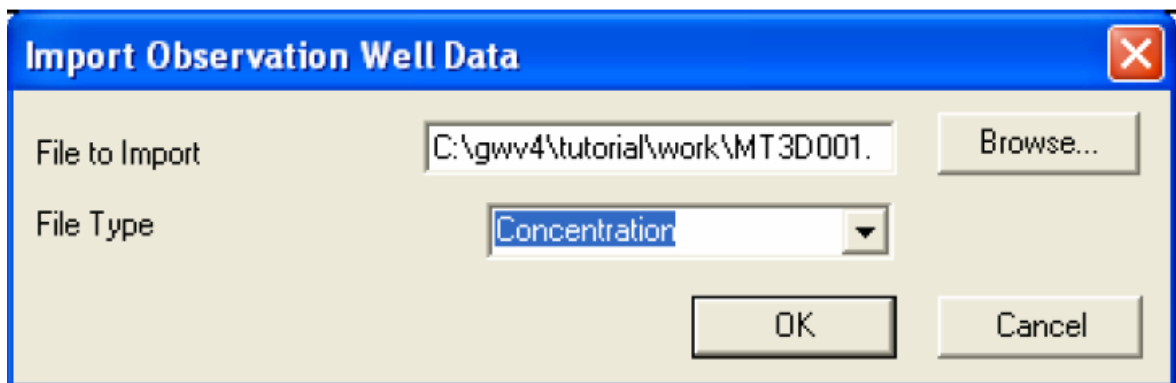 Import Observation Well Data
File to Import C:\gwv4\tutorial\work\MT3D001. Browse...
File Type Concentration
OK Cancel